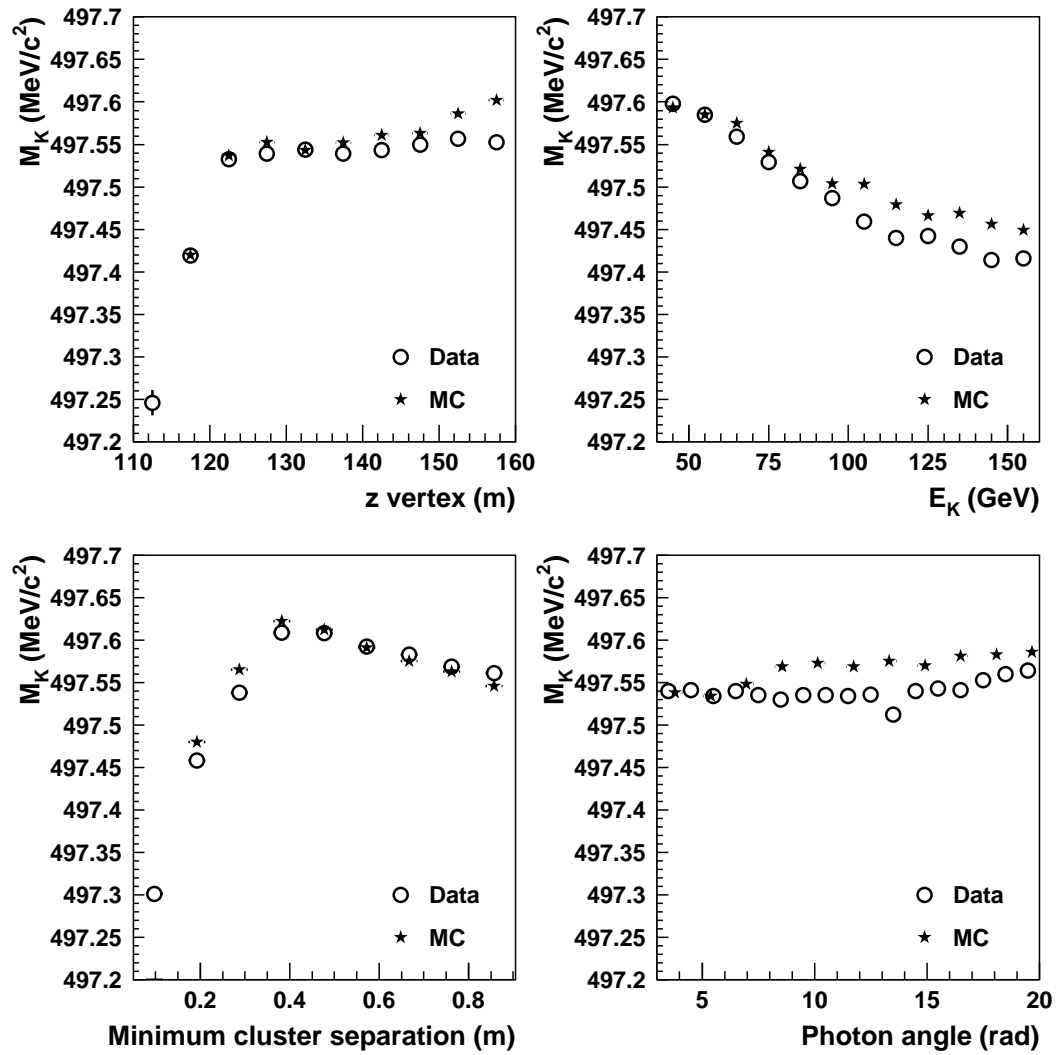 497.7
497.65
497.6
497.55
497.5
497.45
497.4
497.35
497.3
497.25
497.2
M_K (MeV/c^2)
Data
MC
110 120 130 140 150 160
z vertex (m)
497.7
497.65
497.6
497.55
497.5
497.45
497.4
497.35
497.3
497.25
497.2
M_K (MeV/c^2)
Data
MC
50 75 100 125 150
E_K (GeV)
497.7
497.65
497.6
497.55
497.5
497.45
497.4
497.35
497.3
497.25
497.2
M_K (MeV/c^2)
Data
MC
0.2 0.4 0.6 0.8
Minimum cluster separation (m)
497.7
497.65
497.6
497.55
497.5
497.45
497.4
497.35
497.3
497.25
497.2
M_K (MeV/c^2)
Data
MC
5 10 15 20
Photon angle (rad)